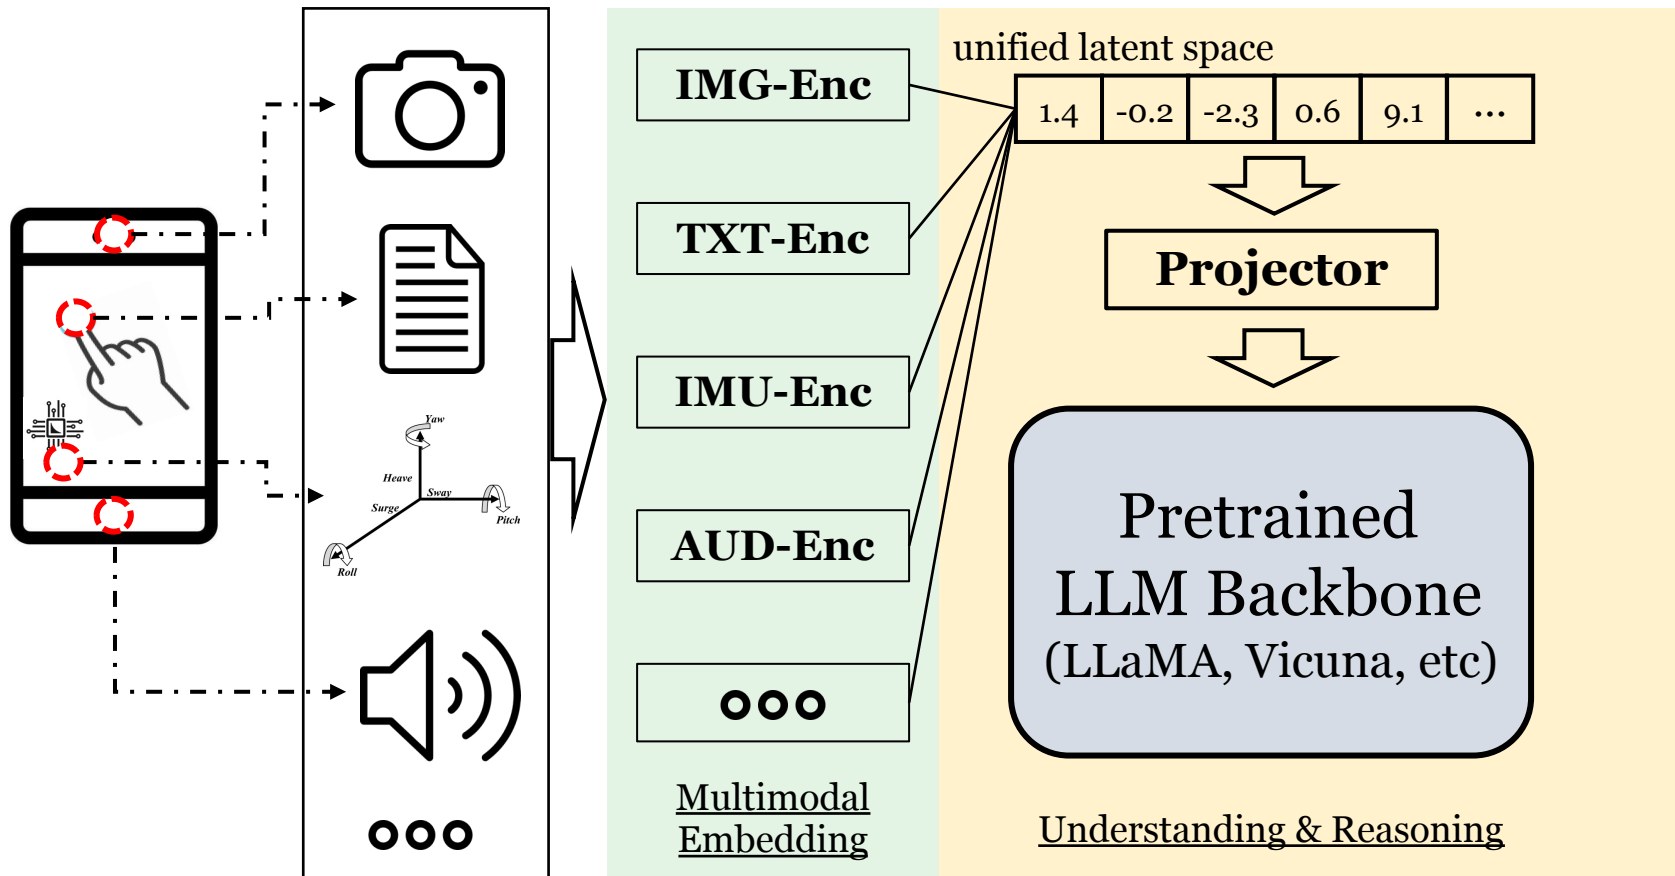 Yaw
Heave
Sway
Surge
Pitch
Roll
IMG-Enc
TXT-Enc
IMU-Enc
AUD-Enc
Multimodal
Embedding
unified latent space
1.4 -0.2 -2.3 0.6 9.1 ...
Projector
Pretrained
LLM Backbone
(LLaMA, Vicuna, etc)
Understanding & Reasoning